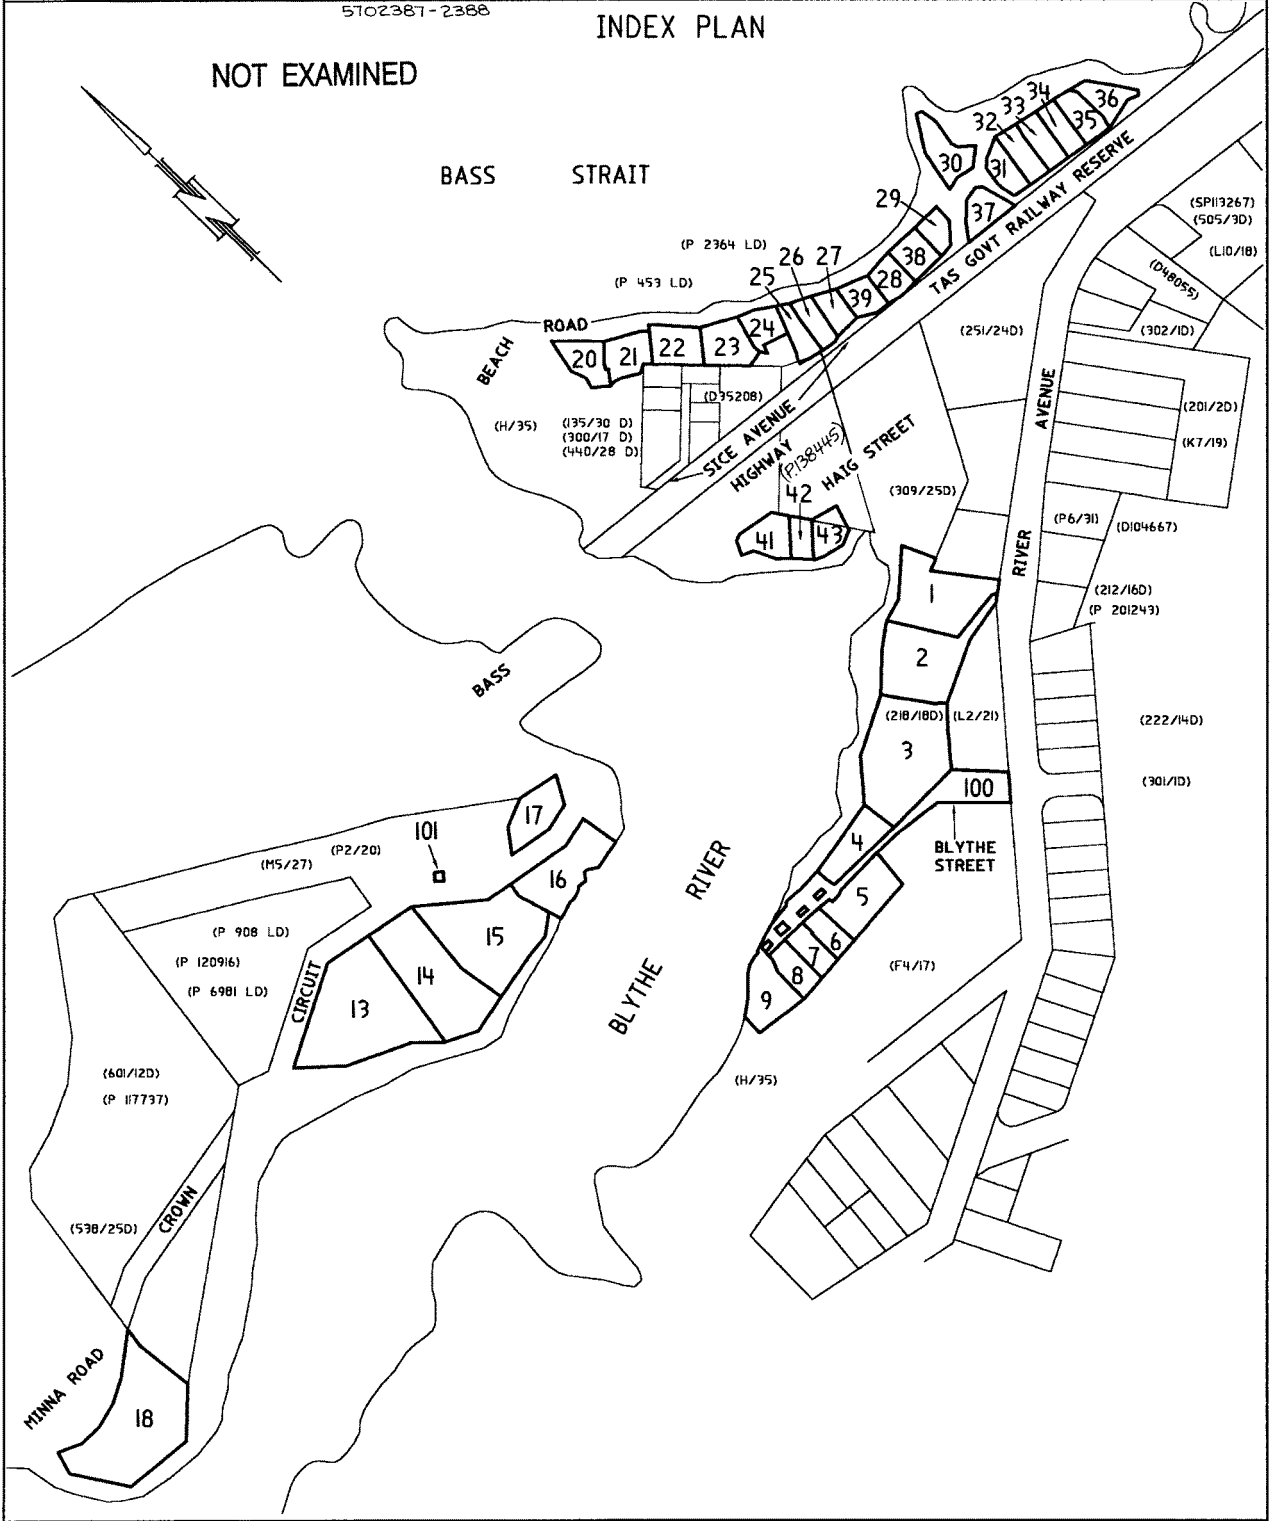 5702387-2388
INDEX PLAN
NOT EXAMINED
BASS STRAIT
36
34
33
32
35
31
30
TAS GOVT RAILWAY RESERVE
37
29
(SP113267)
(505/3D)
(L10/18)
(P 2364 LD)
38
27
26
28
(D48055)
25
(P 453 LD)
39
ROAD
24
(251/24D)
(302/1D)
BEACH
20
21
22
23
(D35208)
AVENUE
(201/2D)
(H/35)
(135/30 D)
(300/17 D)
(440/28 D)
SICE AVENUE
HIGHWAY
(P.138445)
HAIG STREET
(K7/19)
42
(309/25D)
41
43
(P6/31)
(D104667)
RIVER
1
(212/16D)
(P 201243)
2
BASS
(218/18D)
(L2/21)
(222/14D)
3
(301/1D)
100
17
101
4
BLYTHE
STREET
(P2/20)
(M5/27)
RIVER
16
5
(P 908 LD)
15
6
7
(P 120916)
14
8
(F4/17)
(P 6981 LD)
CIRCUIT
13
BLYTHE
9
(601/12D)
(H/35)
(P 117737)
CROWN
(538/25D)
MINNA ROAD
18